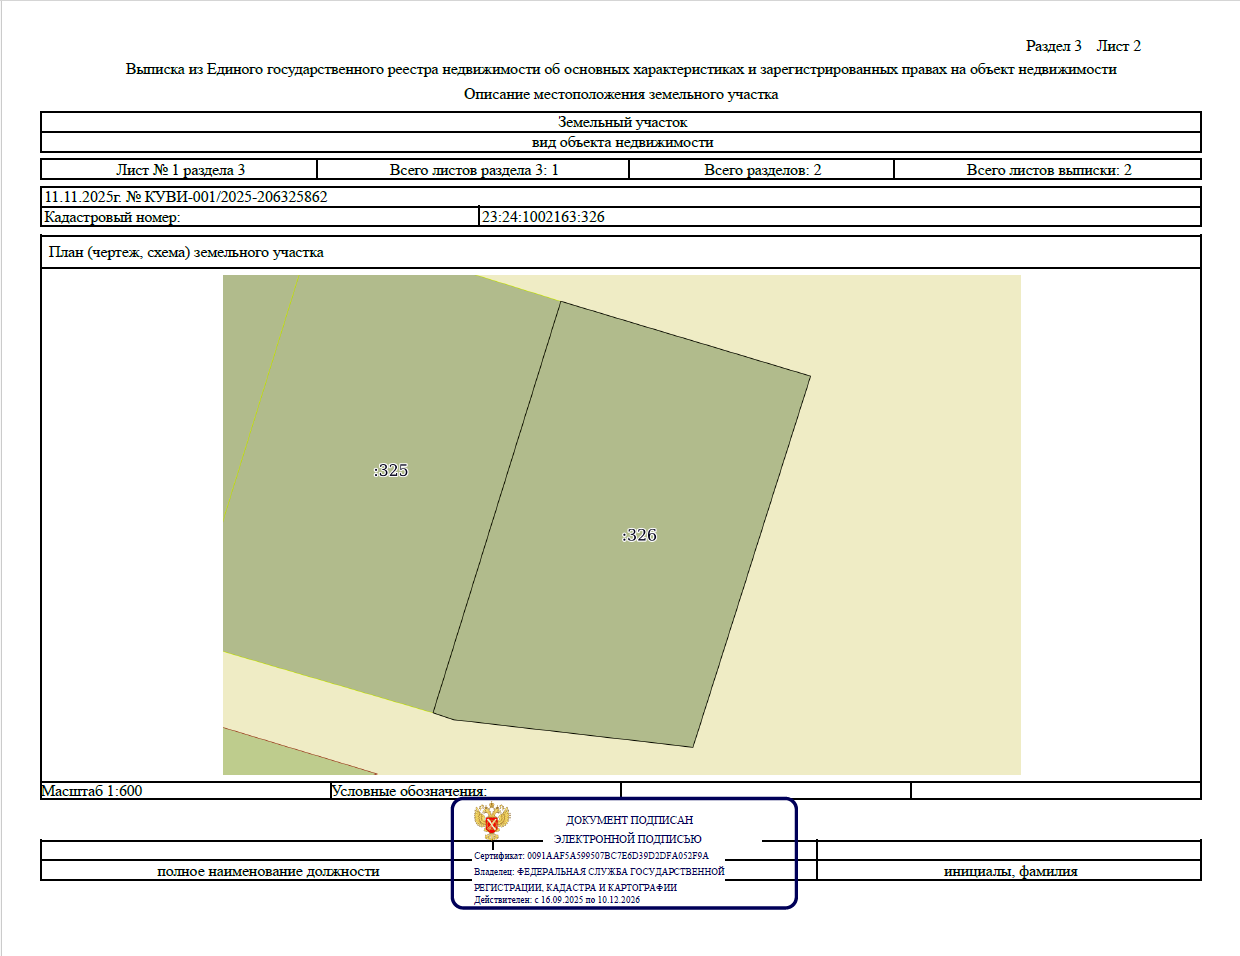 Раздел 3 Лист 2
Выписка из Единого государственного реестра недвижимости об основных характеристиках и зарегистрированных правах на объект недвижимости
Описание местоположения земельного участка
Земельный участок
вид объекта недвижимости
Лист № 1 раздела 3 Всего листов раздела 3: 1 Всего разделов: 2 Всего листов выписки: 2
11.11.2025г. № КУВИ-001/2025-206325862
Кадастровый номер: 23:24:1002163:326
План (чертеж, схема) земельного участка
:325
:326
Масштаб 1:600 Условные обозначения:
ДОКУМЕНТ ПОДПИСАН
ЭЛЕКТРОННОЙ ПОДПИСЬЮ
Сертификат: 0091AAF5A599507BC7E6D39D2DFA052F9A
Владелец: ФЕДЕРАЛЬНАЯ СЛУЖБА ГОСУДАРСТВЕННОЙ
РЕГИСТРАЦИИ, КАДАСТРА И КАРТОГРАФИИ
Действителен: с 16.09.2025 по 10.12.2026
полное наименование должности инициалы, фамилия